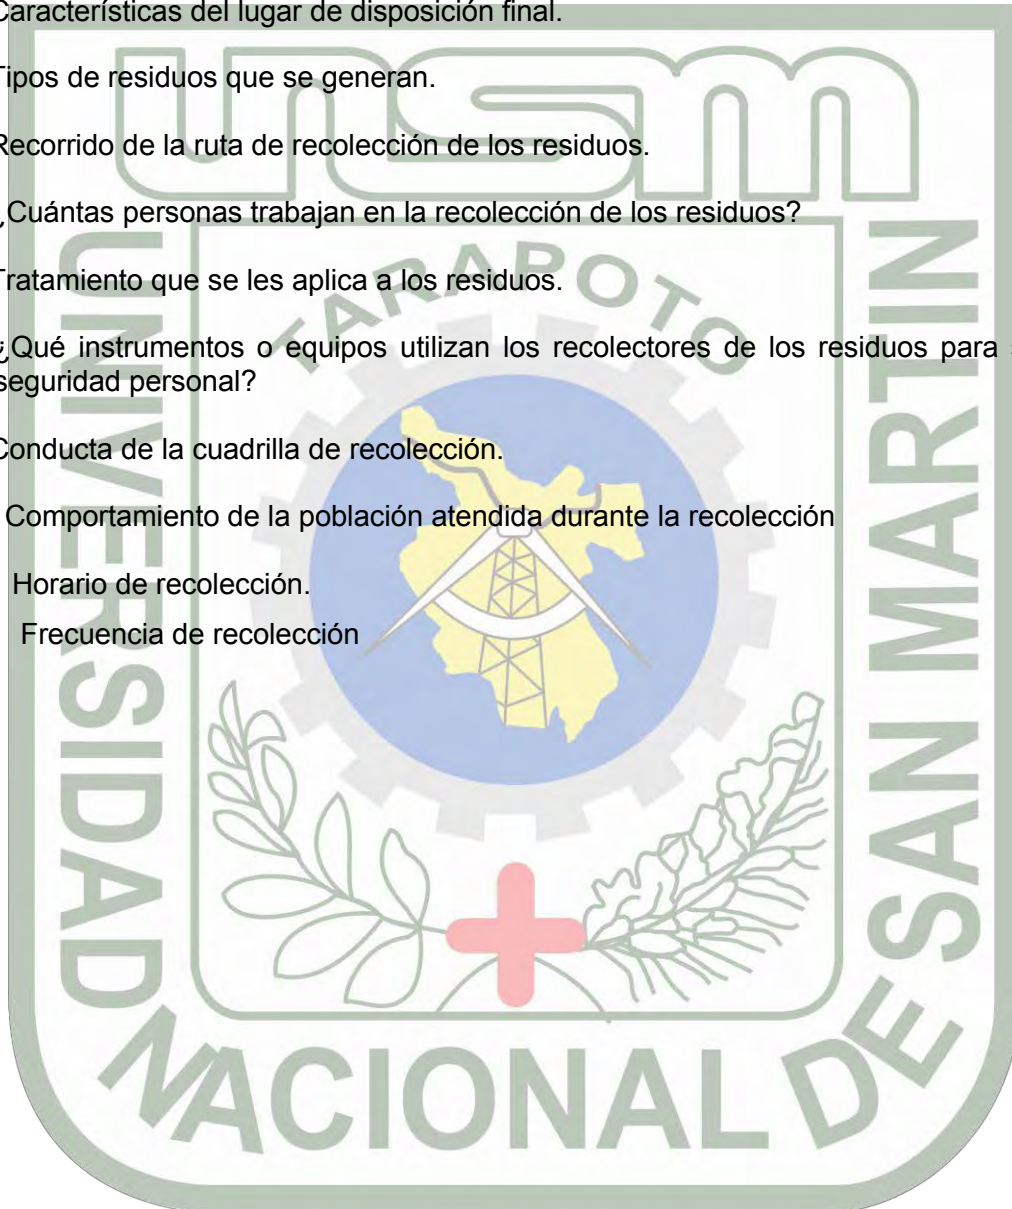 Características del lugar de disposición final.
Tipos de residuos que se generan.
Recorrido de la ruta de recolección de los residuos.
¿Cuántas personas trabajan en la recolección de los residuos?
Tratamiento que se les aplica a los residuos.
¿Qué instrumentos o equipos utilizan los recolectores de los residuos para
seguridad personal?
Conducta de la cuadrilla de recolección.
Comportamiento de la población atendida durante la recolección
Horario de recolección.
Frecuencia de recolección
unsm
TARAPOTO
UNIVERSIDAD
NACIONAL DE
SAN MARTIN